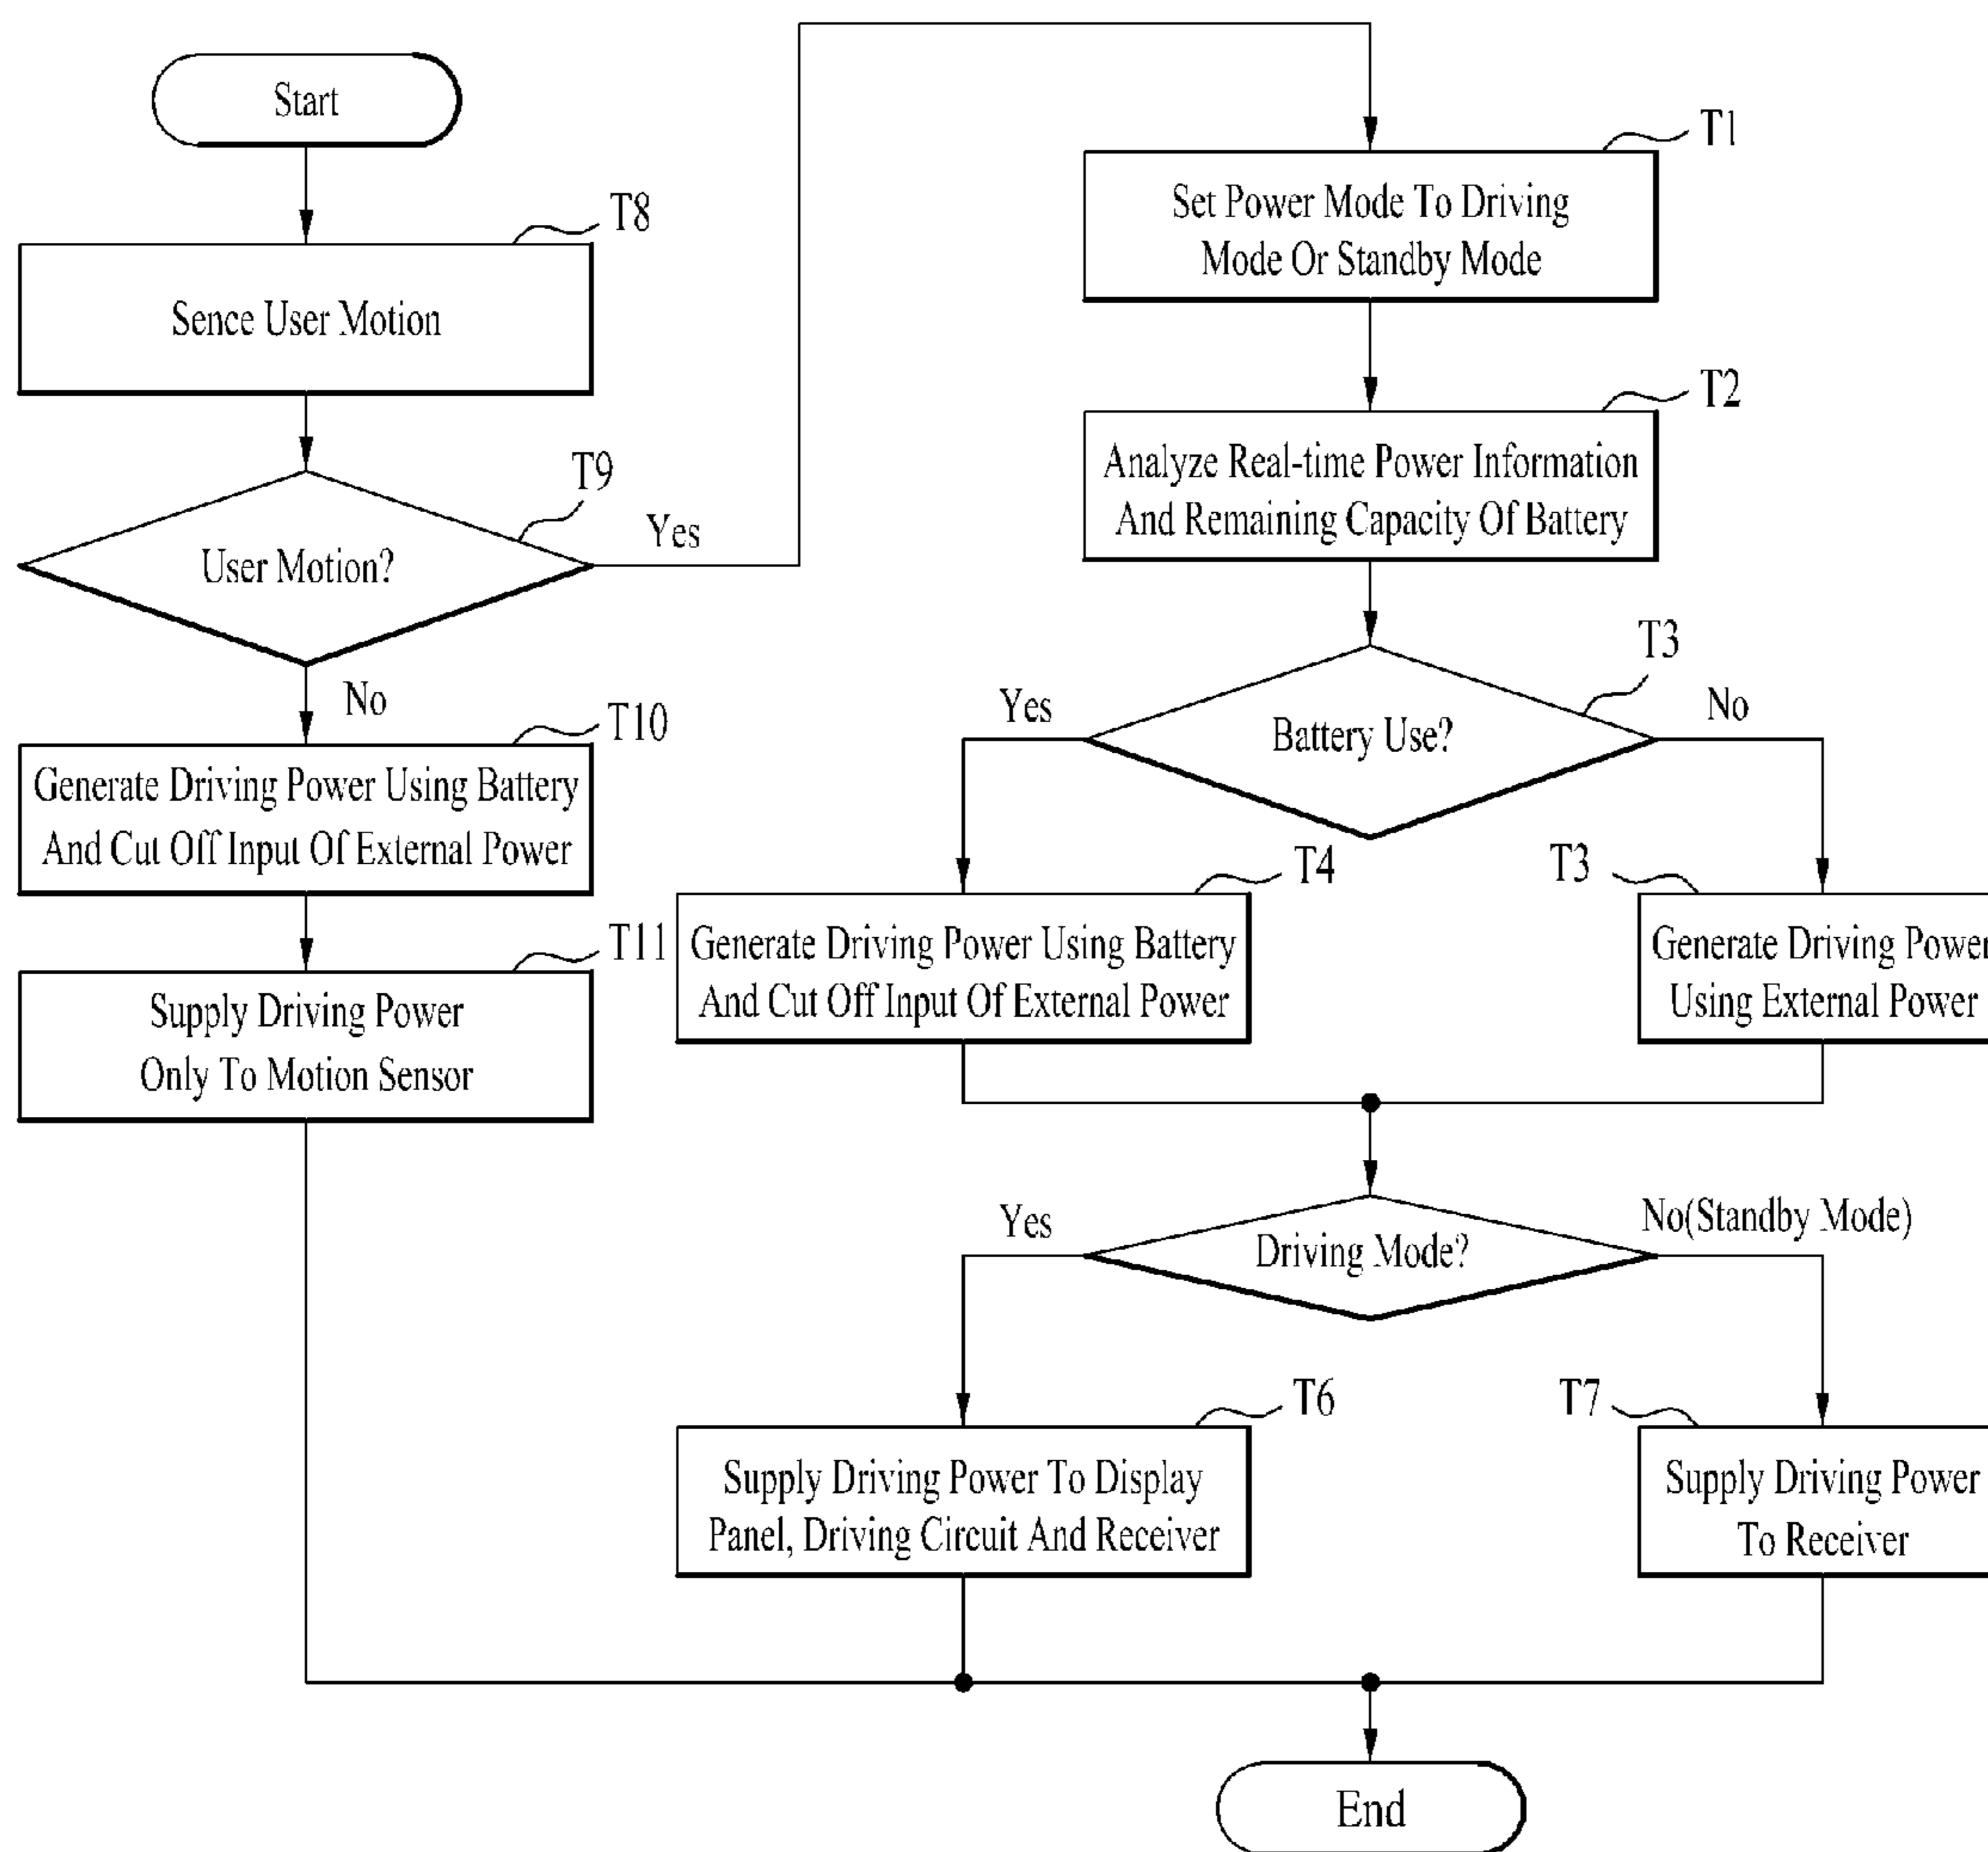 Start
T8
Sence User Motion
T9
User Motion?
Yes
No
T10
Generate Driving Power Using Battery
And Cut Off Input Of External Power
T11
Supply Driving Power
Only To Motion Sensor
T1
Set Power Mode To Driving
Mode Or Standby Mode
T2
Analyze Real-time Power Information
And Remaining Capacity Of Battery
T3
Battery Use?
Yes
No
T4
Generate Driving Power Using Battery
And Cut Off Input Of External Power
T3
Generate Driving Power
Using External Power
Driving Mode?
Yes
No(Standby Mode)
T6
Supply Driving Power To Display
Panel, Driving Circuit And Receiver
T7
Supply Driving Power
To Receiver
End